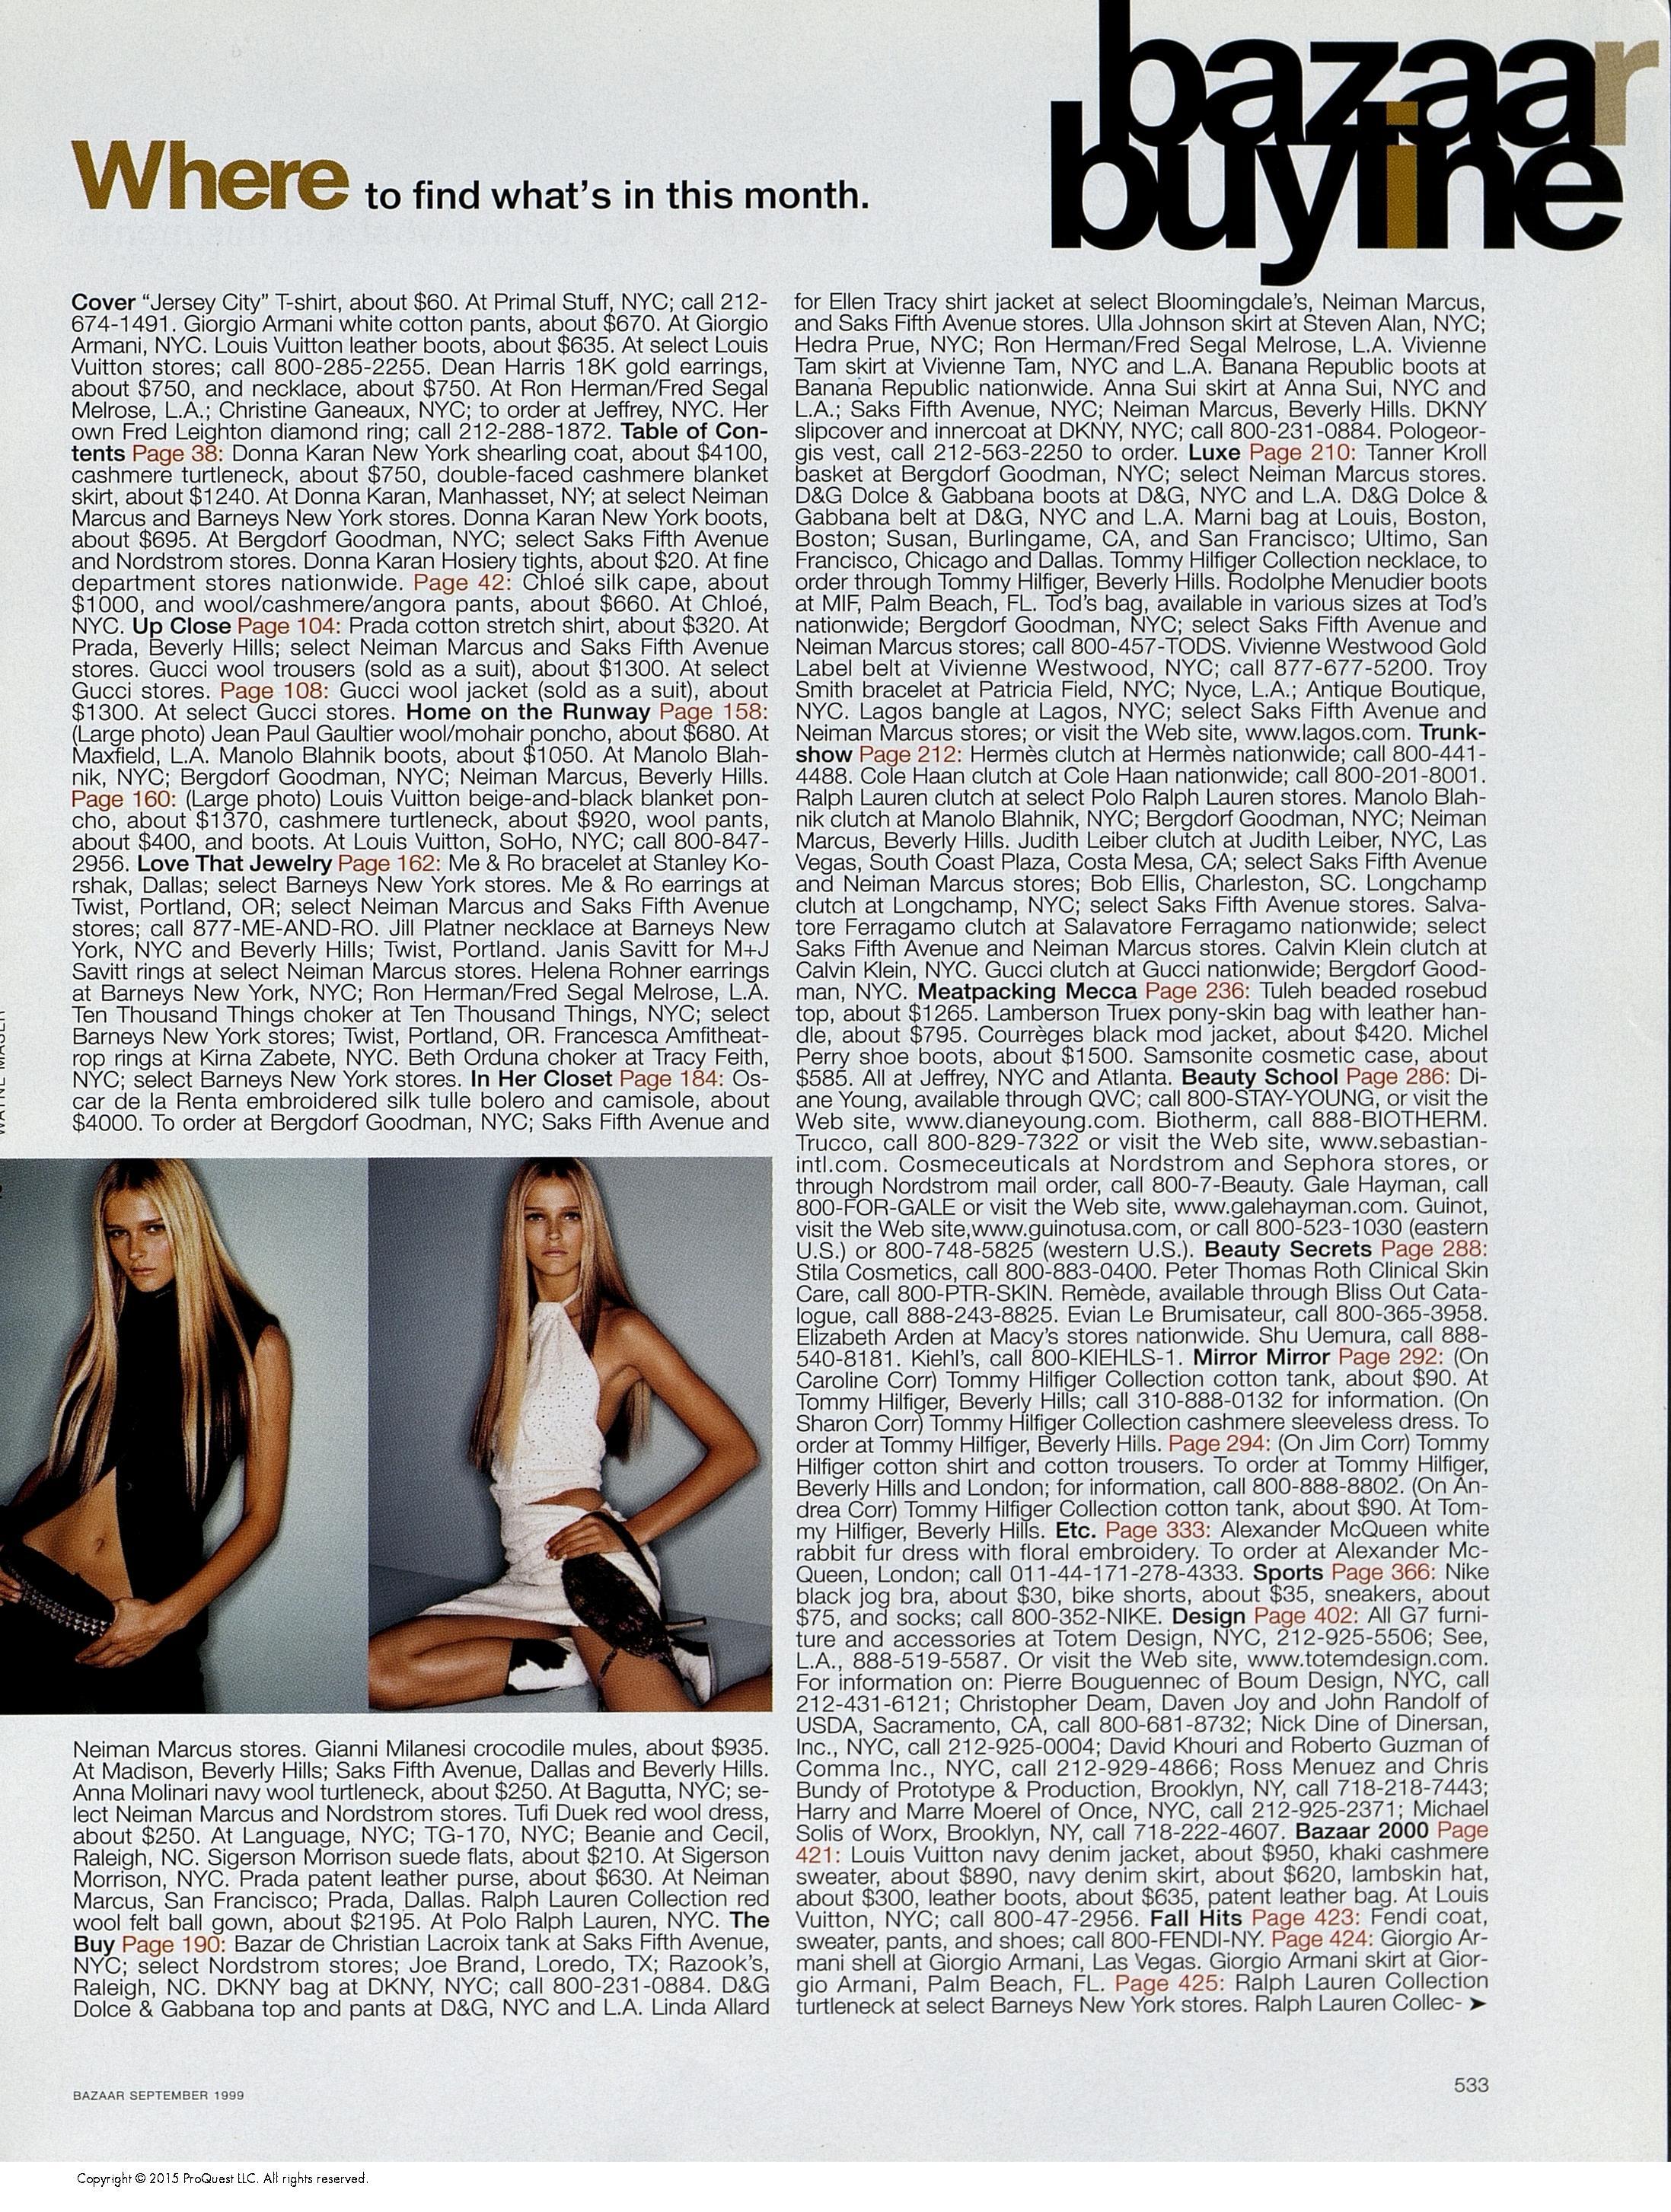 bazaar
buyline
Where to find what's in this month.
Cover “Jersey City” T-shirt, about $60. At Primal Stuff, NYC; call 212-
674-1491. Giorgio Armani white cotton pants, about $670. At Giorgio
Armani, NYC. Louis Vuitton leather boots, about $635. At select Louis
Vuitton stores; call 800-285-2255. Dean Harris 18K gold earrings,
about $750, and necklace, about $750. At Ron Herman/Fred Segal
Melrose, L.A.; Christine Ganeaux, NYC; to order at Jeffrey, NYC. Her
own Fred Leighton diamond ring; call 212-288-1872. Table of Con-
tents Page 38: Donna Karan New York shearling coat, about $4100,
cashmere turtleneck, about $750, double-faced cashmere blanket
skirt, about $1240. At Donna Karan, Manhasset, NY; at select Neiman
Marcus and Barneys New York stores. Donna Karan New York boots,
about $695. At Bergdorf Goodman, NYC; select Saks Fifth Avenue
and Nordstrom stores. Donna Karan Hosiery tights, about $20. At fine
department stores nationwide. Page 42: Chloé silk cape, about
$1000, and wool/cashmere/angora pants, about $660. At Chloé,
NYC. Up Close Page 104: Prada cotton stretch shirt, about $320. At
Prada, Beverly Hills; select Neiman Marcus and Saks Fifth Avenue
stores. Gucci wool trousers (sold as a suit), about $1300. At select
Gucci stores. Page 108: Gucci wool jacket (sold as a suit), about
$1300. At select Gucci stores. Home on the Runway Page 158:
(Large photo) Jean Paul Gaultier wool/mohair poncho, about $680. At
Maxfield, L.A. Manolo Blahnik boots, about $1050. At Manolo Blah-
nik, NYC; Bergdorf Goodman, NYC; Neiman Marcus, Beverly Hills.
Page 160: (Large photo) Louis Vuitton beige-and-black blanket pon-
cho, about $1370, cashmere turtleneck, about $920, wool pants,
about $400, and boots. At Louis Vuitton, SoHo, NYC; call 800-847-
2956. Love That Jewelry Page 162: Me & Ro bracelet at Stanley Ko-
rshak, Dallas; select Barneys New York stores. Me & Ro earrings at
Twist, Portland, OR; select Neiman Marcus and Saks Fifth Avenue
stores; call 877-ME-AND-RO. Jill Platner necklace at Barneys New
York, NYC and Beverly Hills; Twist, Portland. Janis Savitt for M+J
Savitt rings at select Neiman Marcus stores. Helena Rohner earrings
at Barneys New York, NYC; Ron Herman/Fred Segal Melrose, L.A.
Ten Thousand Things choker at Ten Thousand Things, NYC; select
Barneys New York stores; Twist, Portland, OR. Francesca Amfitheat-
rop rings at Kirna Zabete, NYC. Beth Orduna choker at Tracy Feith,
NYC; select Barneys New York stores. In Her Closet Page 184: Os-
car de la Renta embroidered silk tulle bolero and camisole, about
$4000. To order at Bergdorf Goodman, NYC; Saks Fifth Avenue and
Neiman Marcus stores. Gianni Milanesi crocodile mules, about $935.
At Madison, Beverly Hills; Saks Fifth Avenue, Dallas and Beverly Hills.
Anna Molinari navy wool turtleneck, about $250. At Bagutta, NYC; se-
lect Neiman Marcus and Nordstrom stores. Tufi Duek red wool dress,
about $250. At Language, NYC; TG-170, NYC; Beanie and Cecil,
Raleigh, NC. Sigerson Morrison suede flats, about $210. At Sigerson
Morrison, NYC. Prada patent leather purse, about $630. At Neiman
Marcus, San Francisco; Prada, Dallas. Ralph Lauren Collection red
wool felt ball gown, about $2195. At Polo Ralph Lauren, NYC. The
Buy Page 190: Bazar de Christian Lacroix tank at Saks Fifth Avenue,
NYC; select Nordstrom stores; Joe Brand, Loredo, TX; Razook's,
Raleigh, NC. DKNY bag at DKNY, NYC; call 800-231-0884. D&G
Dolce & Gabbana top and pants at D&G, NYC and L.A. Linda Allard
for Ellen Tracy shirt jacket at select Bloomingdale's, Neiman Marcus,
and Saks Fifth Avenue stores. Ulla Johnson skirt at Steven Alan, NYC;
Hedra Prue, NYC; Ron Herman/Fred Segal Melrose, L.A. Vivienne
Tam skirt at Vivienne Tam, NYC and L.A. Banana Republic boots at
Banana Republic nationwide. Anna Sui skirt at Anna Sui, NYC and
L.A.; Saks Fifth Avenue, NYC; Neiman Marcus, Beverly Hills. DKNY
slipcover and innercoat at DKNY, NYC; call 800-231-0884. Pologeor-
gis vest, call 212-563-2250 to order. Luxe Page 210: Tanner Kroll
basket at Bergdorf Goodman, NYC; select Neiman Marcus stores.
D&G Dolce & Gabbana boots at D&G, NYC and L.A. D&G Dolce &
Gabbana belt at D&G, NYC and L.A. Marni bag at Louis, Boston,
Boston; Susan, Burlingame, CA, and San Francisco; Ultimo, San
Francisco, Chicago and Dallas. Tommy Hilfiger Collection necklace, to
order through Tommy Hilfiger, Beverly Hills. Rodolphe Menudier boots
at MIF, Palm Beach, FL. Tod's bag, available in various sizes at Tod's
nationwide; Bergdorf Goodman, NYC; select Saks Fifth Avenue and
Neiman Marcus stores; call 800-457-TODS. Vivienne Westwood Gold
Label belt at Vivienne Westwood, NYC; call 877-677-5200. Troy
Smith bracelet at Patricia Field, NYC; Nyce, L.A.; Antique Boutique,
NYC. Lagos bangle at Lagos, NYC; select Saks Fifth Avenue and
Neiman Marcus stores; or visit the Web site, www.lagos.com. Trunk-
show Page 212: Hermès clutch at Hermès nationwide; call 800-441-
4488. Cole Haan clutch at Cole Haan nationwide; call 800-201-8001.
Ralph Lauren clutch at select Polo Ralph Lauren stores. Manolo Blah-
nik clutch at Manolo Blahnik, NYC; Bergdorf Goodman, NYC; Neiman
Marcus, Beverly Hills. Judith Leiber clutch at Judith Leiber, NYC, Las
Vegas, South Coast Plaza, Costa Mesa, CA; select Saks Fifth Avenue
and Neiman Marcus stores; Bob Ellis, Charleston, SC. Longchamp
clutch at Longchamp, NYC; select Saks Fifth Avenue stores. Salva-
tore Ferragamo clutch at Salavatore Ferragamo nationwide; select
Saks Fifth Avenue and Neiman Marcus stores. Calvin Klein clutch at
Calvin Klein, NYC. Gucci clutch at Gucci nationwide; Bergdorf Good-
man, NYC. Meatpacking Mecca Page 236: Tuleh beaded rosebud
top, about $1265. Lamberson Truex pony-skin bag with leather han-
dle, about $795. Courrèges black mod jacket, about $420. Michel
Perry shoe boots, about $1500. Samsonite cosmetic case, about
$585. All at Jeffrey, NYC and Atlanta. Beauty School Page 286: Di-
ane Young, available through QVC; call 800-STAY-YOUNG, or visit the
Web site, www.dianeyoung.com. Biotherm, call 888-BIOTHERM.
Trucco, call 800-829-7322 or visit the Web site, www.sebastian-
intl.com. Cosmeceuticals at Nordstrom and Sephora stores, or
through Nordstrom mail order, call 800-7-Beauty. Gale Hayman, call
800-FOR-GALE or visit the Web site, www.galehayman.com. Guinot,
visit the Web site,www.guinotusa.com, or call 800-523-1030 (eastern
U.S.) or 800-748-5825 (western U.S.). Beauty Secrets Page 288:
Stila Cosmetics, call 800-883-0400. Peter Thomas Roth Clinical Skin
Care, call 800-PTR-SKIN. Remède, available through Bliss Out Cata-
logue, call 888-243-8825. Evian Le Brumisateur, call 800-365-3958.
Elizabeth Arden at Macy's stores nationwide. Shu Uemura, call 888-
540-8181. Kiehl's, call 800-KIEHLS-1. Mirror Mirror Page 292: (On
Caroline Corr) Tommy Hilfiger Collection cotton tank, about $90. At
Tommy Hilfiger, Beverly Hills; call 310-888-0132 for information. (On
Sharon Corr) Tommy Hilfiger Collection cashmere sleeveless dress. To
order at Tommy Hilfiger, Beverly Hills. Page 294: (On Jim Corr) Tommy
Hilfiger cotton shirt and cotton trousers. To order at Tommy Hilfiger,
Beverly Hills and London; for information, call 800-888-8802. (On An-
drea Corr) Tommy Hilfiger Collection cotton tank, about $90. At Tom-
my Hilfiger, Beverly Hills. Etc. Page 333: Alexander McQueen white
rabbit fur dress with floral embroidery. To order at Alexander Mc-
Queen, London; call 011-44-171-278-4333. Sports Page 366: Nike
black jog bra, about $30, bike shorts, about $35, sneakers, about
$75, and socks; call 800-352-NIKE. Design Page 402: All G7 furni-
ture and accessories at Totem Design, NYC, 212-925-5506; See,
L.A., 888-519-5587. Or visit the Web site, www.totemdesign.com.
For information on: Pierre Bouguennec of Boum Design, NYC, call
212-431-6121; Christopher Deam, Daven Joy and John Randolf of
USDA, Sacramento, CA, call 800-681-8732; Nick Dine of Dinersan,
Inc., NYC, call 212-925-0004; David Khouri and Roberto Guzman of
Comma Inc., NYC, call 212-929-4866; Ross Menuez and Chris
Bundy of Prototype & Production, Brooklyn, NY, call 718-218-7443;
Harry and Marre Moerel of Once, NYC, call 212-925-2371; Michael
Solis of Worx, Brooklyn, NY, call 718-222-4607. Bazaar 2000 Page
421: Louis Vuitton navy denim jacket, about $950, khaki cashmere
sweater, about $890, navy denim skirt, about $620, lambskin hat,
about $300, leather boots, about $635, patent leather bag. At Louis
Vuitton, NYC; call 800-47-2956. Fall Hits Page 423: Fendi coat,
sweater, pants, and shoes; call 800-FENDI-NY. Page 424: Giorgio Ar-
mani shell at Giorgio Armani, Las Vegas. Giorgio Armani skirt at Gior-
gio Armani, Palm Beach, FL. Page 425: Ralph Lauren Collection
turtleneck at select Barneys New York stores. Ralph Lauren Collec- ➤
BAZAAR SEPTEMBER 1999
533
Copyright © 2015 ProQuest LLC. All rights reserved.